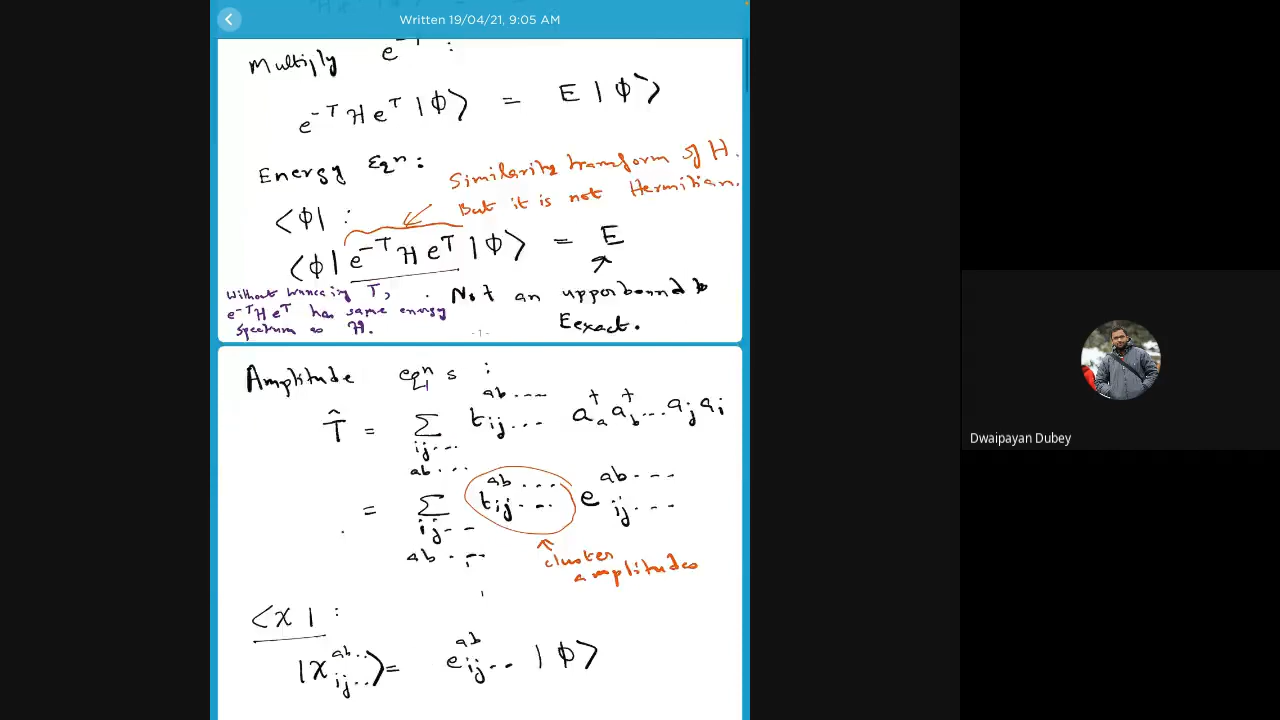 Written 19/04/21, 9:05 AM
Multiply e^{-T} :
e^{-T} H e^{T} |Φ⟩ = E |Φ⟩
Energy Eqn:
Similarity transform of H.
But it is not Hermitian.
⟨Φ| :
⟨Φ| e^{-T} H e^{T} |Φ⟩ = E
Without truncating T,
e^{-T} H e^{T} has same energy
spectrum as H.
Not an upperbound to
Eexact.
-1-
Amplitude eqns :
T̂ = Σ_{ij... ab...} t_{ij...}^{ab...} a_a^† a_b^† ... a_j a_i
= Σ_{ij... ab...} t_{ij...}^{ab...} e_{ij...}^{ab...}
cluster
amplitudes
⟨χ| :
|χ_{ij..}^{ab..}⟩ = e_{ij..}^{ab} |Φ⟩
Dwaipayan Dubey